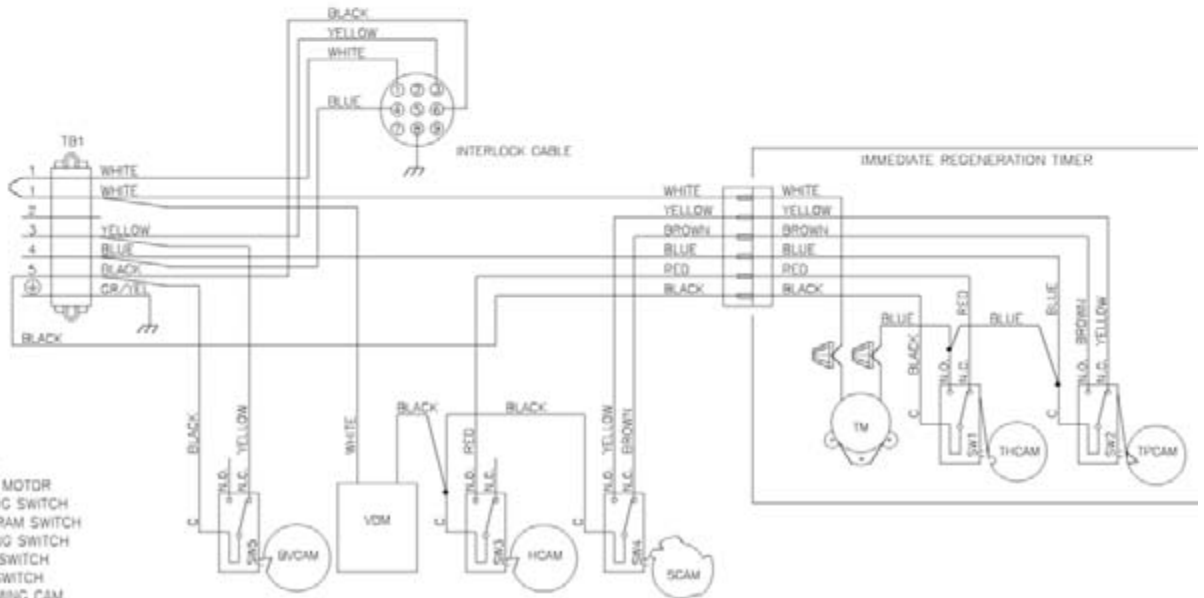 BLACK
YELLOW
WHITE
BLUE
1 2 3
4 5 6
7 8 9
INTERLOCK CABLE
TB1
1 WHITE
1 WHITE
2
3 YELLOW
4 BLUE
5 BLACK
GR/YEL
BLACK
IMMEDIATE REGENERATION TIMER
WHITE WHITE
YELLOW YELLOW
BROWN BROWN
BLUE BLUE
RED RED
BLACK BLACK
BLUE
BLACK
RED
BLUE
BLUE
BROWN
YELLOW
N.O.
N.C.
N.O.
N.C.
C
C
TM
SW1
THCAM
SW2
TPCAM
BLACK
YELLOW
WHITE
BLACK
RED
BLACK
YELLOW
BROWN
N.O.
N.C.
N.O.
N.C.
N.O.
N.C.
C
C
C
SW5
BVCAM
VDM
SW3
HCAM
SW4
SCAM
MOTOR
SWITCH
RAM SWITCH
SWITCH
SWITCH
SWITCH
CAM